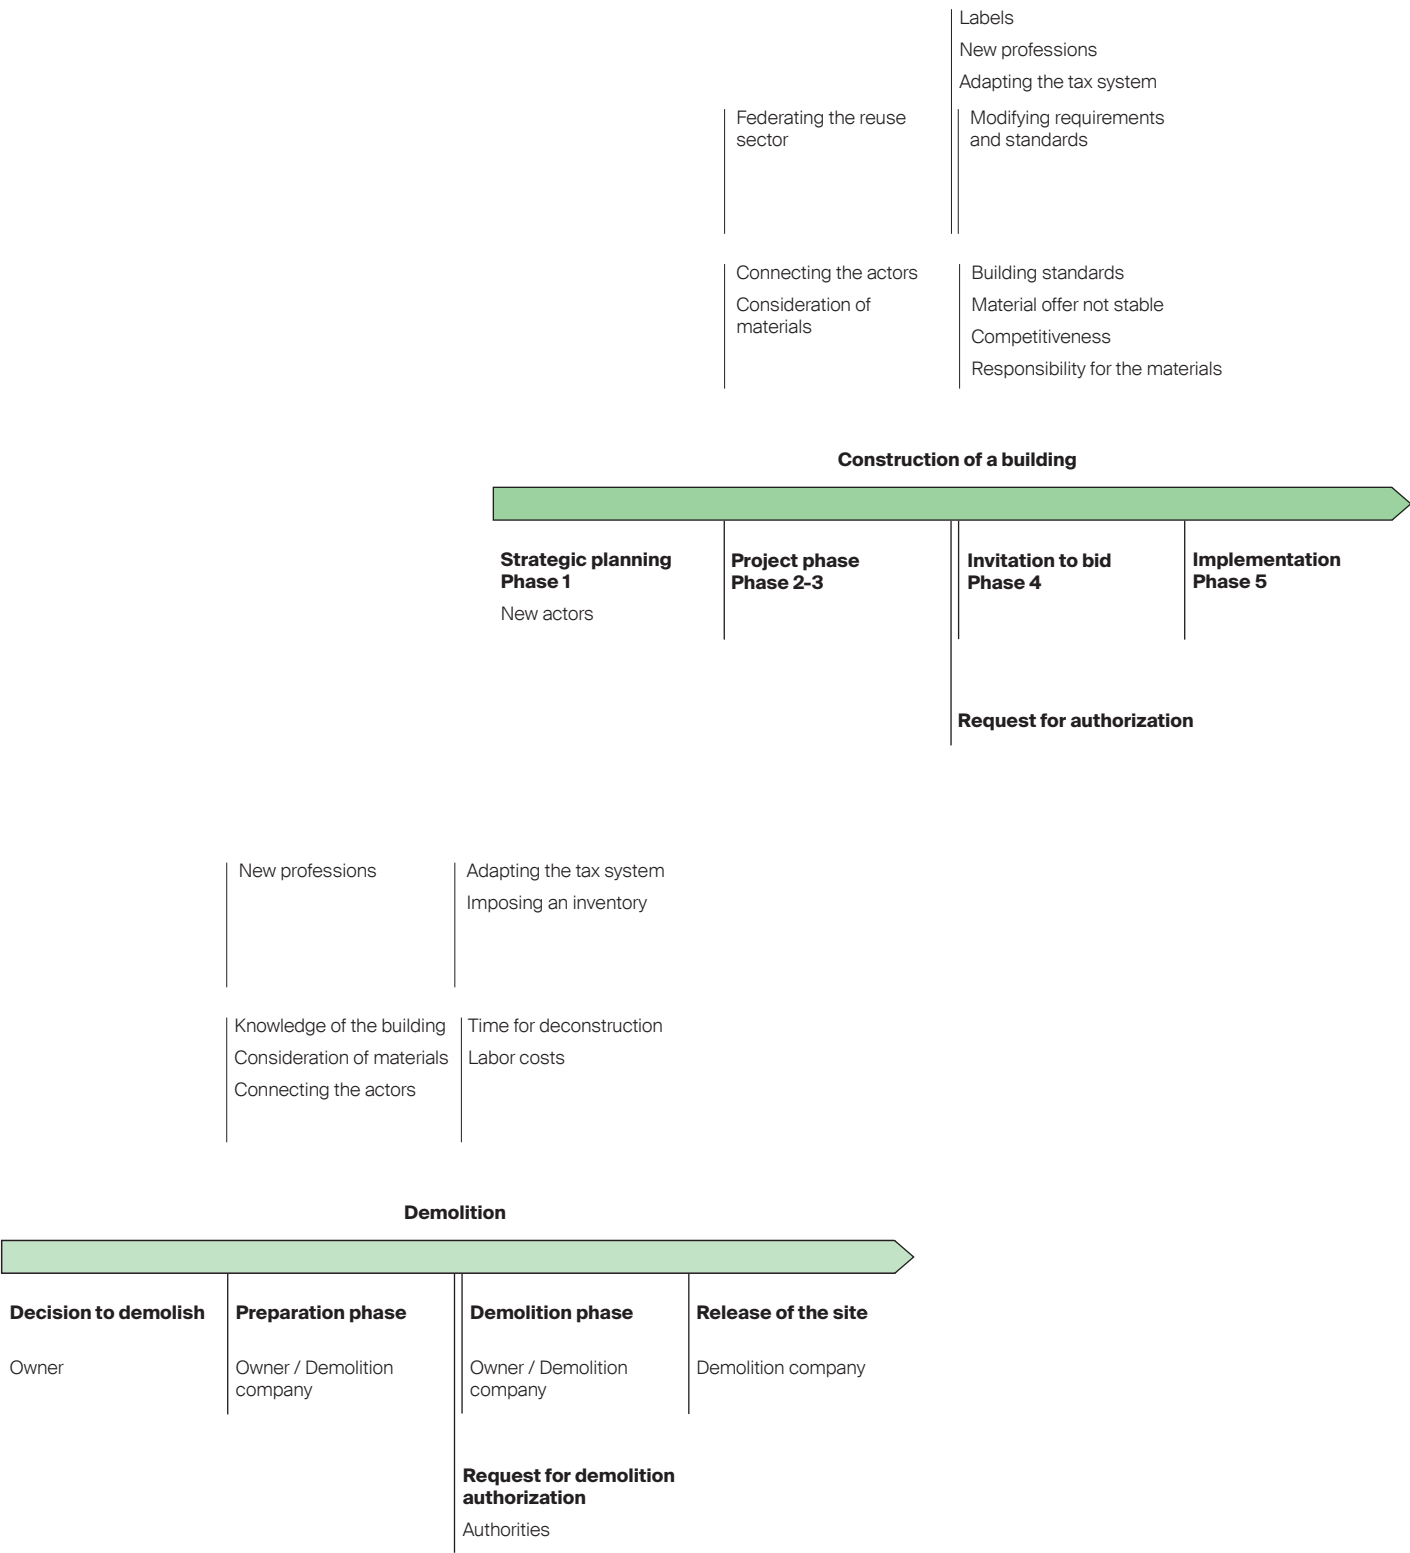 Labels
New professions
Adapting the tax system
Federating the reuse
sector
Modifying requirements
and standards
Connecting the actors
Consideration of
materials
Building standards
Material offer not stable
Competitiveness
Responsibility for the materials
Construction of a building
Strategic planning
Phase 1
New actors
Project phase
Phase 2-3
Invitation to bid
Phase 4
Implementation
Phase 5
Request for authorization
New professions
Adapting the tax system
Imposing an inventory
Knowledge of the building
Consideration of materials
Connecting the actors
Time for deconstruction
Labor costs
Demolition
Decision to demolish
Owner
Preparation phase
Owner / Demolition
company
Demolition phase
Owner / Demolition
company
Release of the site
Demolition company
Request for demolition
authorization
Authorities